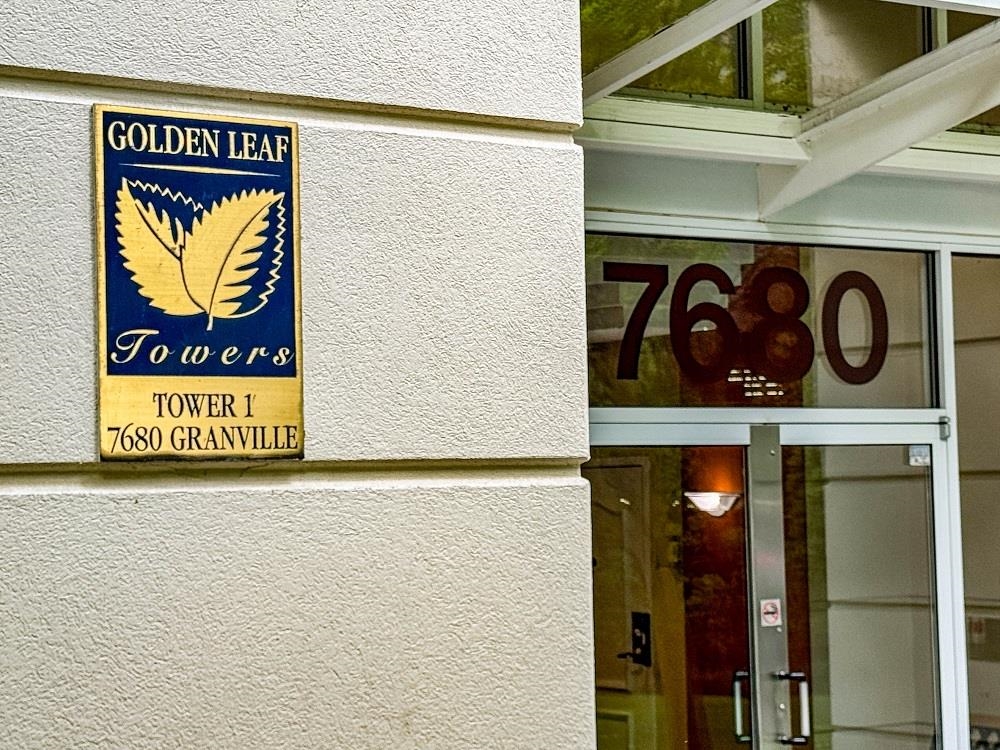 GOLDEN LEAF
Towers
TOWER 1
7680 GRANVILLE
7680